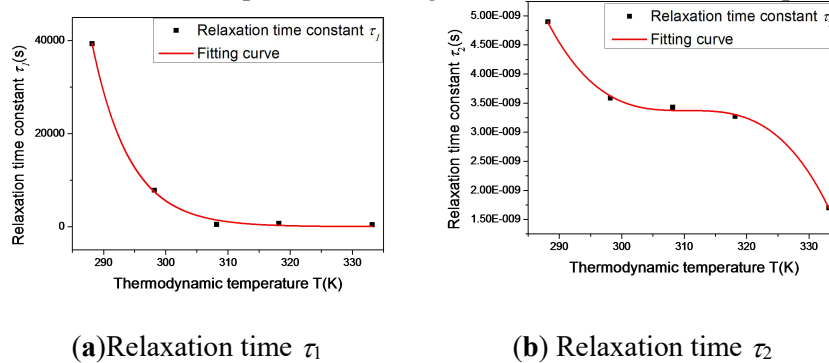 Relaxation time constant τ1
Fitting curve
40000
20000
0
Relaxation time constant τ1(s)
290
300
310
320
330
Thermodynamic temperature T(K)
(a)Relaxation time τ1
Relaxation time constant τ
Fitting curve
5.00E-009
4.50E-009
4.00E-009
3.50E-009
3.00E-009
2.50E-009
2.00E-009
1.50E-009
Relaxation time constant τ2(s)
290
300
310
320
330
Thermodynamic temperature T(K)
(b) Relaxation time τ2